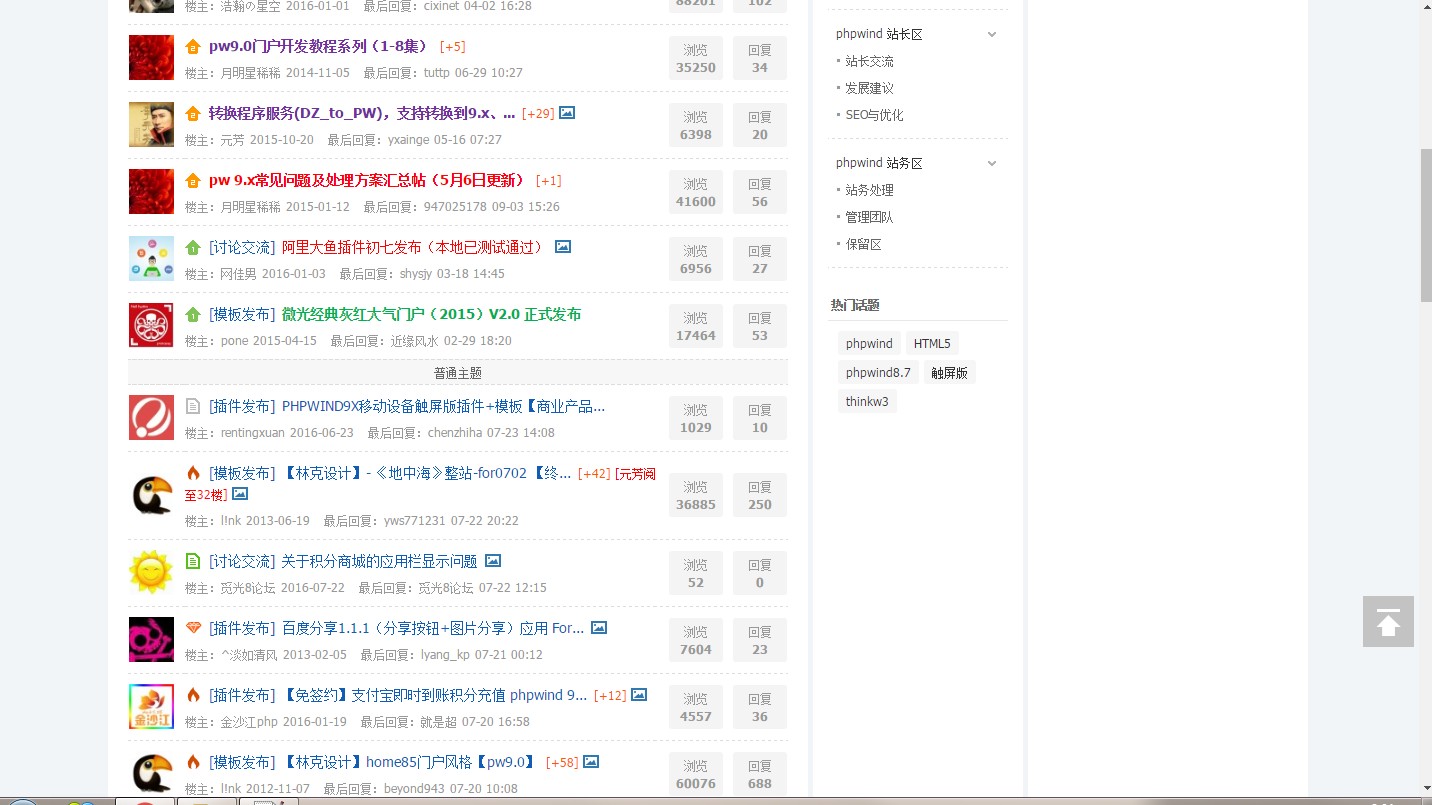 楼主：浩瀚の星空 2016-01-01 最后回复：cixinet 04-02 16:28
88201 102
pw9.0门户开发教程系列（1-8集） [+5]
楼主：月明星稀稀 2014-11-05 最后回复：tuttp 06-29 10:27
浏览 35250
回复 34
转换程序服务(DZ_to_PW)，支持转换到9.x、... [+29]
楼主：元芳 2015-10-20 最后回复：yxainge 05-16 07:27
浏览 6398
回复 20
pw 9.x常见问题及处理方案汇总帖（5月6日更新） [+1]
楼主：月明星稀稀 2015-01-12 最后回复：947025178 09-03 15:26
浏览 41600
回复 56
[讨论交流] 阿里大鱼插件初七发布（本地已测试通过）
楼主：网佳男 2016-01-03 最后回复：shysjy 03-18 14:45
浏览 6956
回复 27
[模板发布] 微光经典灰红大气门户（2015）V2.0 正式发布
楼主：pone 2015-04-15 最后回复：近缘风水 02-29 18:20
浏览 17464
回复 53
普通主题
[插件发布] PHPWIND9X移动设备触屏版插件+模板【商业产品...
楼主：rentingxuan 2016-06-23 最后回复：chenzhiha 07-23 14:08
浏览 1029
回复 10
[模板发布] 【林克设计】-《地中海》整站-for0702 【终... [+42] [元芳阅
至32楼]
楼主：l!nk 2013-06-19 最后回复：yws771231 07-22 20:22
浏览 36885
回复 250
[讨论交流] 关于积分商城的应用栏显示问题
楼主：觅光8论坛 2016-07-22 最后回复：觅光8论坛 07-22 12:15
浏览 52
回复 0
[插件发布] 百度分享1.1.1（分享按钮+图片分享）应用 For...
楼主：^淡如清风 2013-02-05 最后回复：lyang_kp 07-21 00:12
浏览 7604
回复 23
[插件发布] 【免签约】支付宝即时到账积分充值 phpwind 9... [+12]
楼主：金沙江php 2016-01-19 最后回复：就是超 07-20 16:58
浏览 4557
回复 36
金沙江
[模板发布] 【林克设计】home85门户风格【pw9.0】 [+58]
楼主：l!nk 2012-11-07 最后回复：beyond943 07-20 10:08
浏览 60076
回复 688
phpwind 站长区
站长交流
发展建议
SEO与优化
phpwind 站务区
站务处理
管理团队
保留区
热门话题
phpwind HTML5
phpwind8.7 触屏版
thinkw3